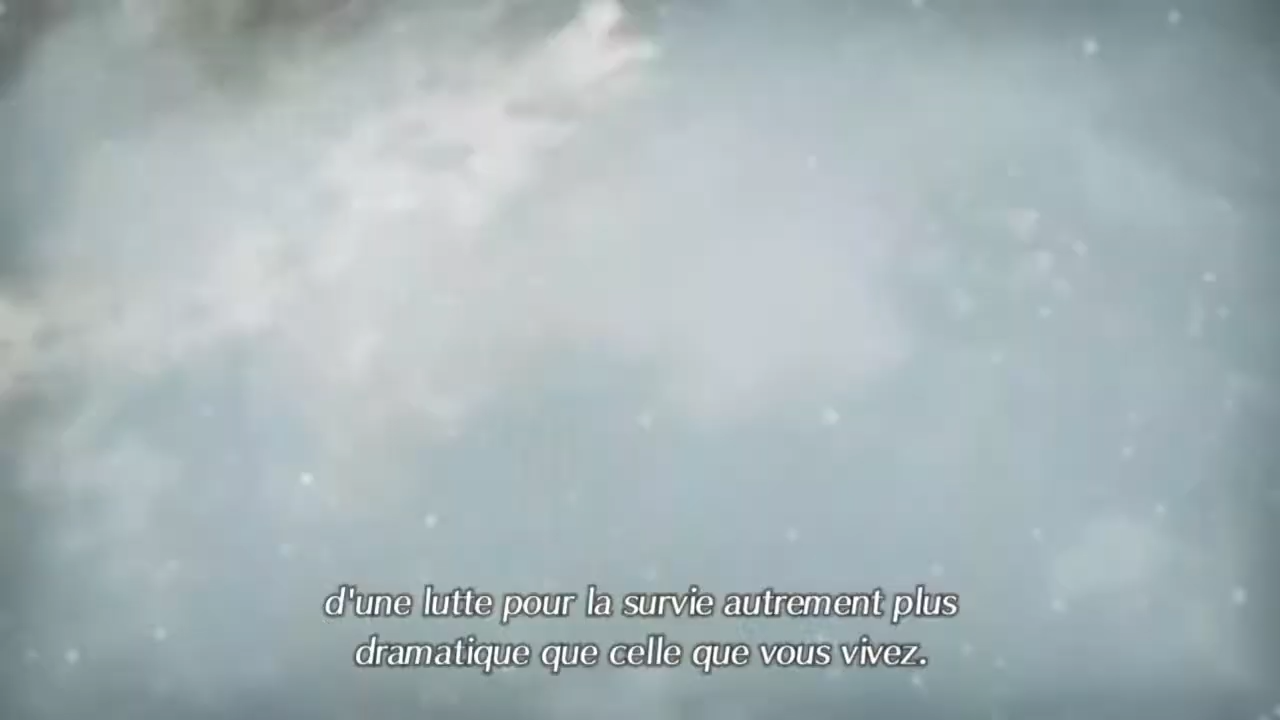 d'une lutte pour la survie autrement plus
dramatique que celle que vous vivez.